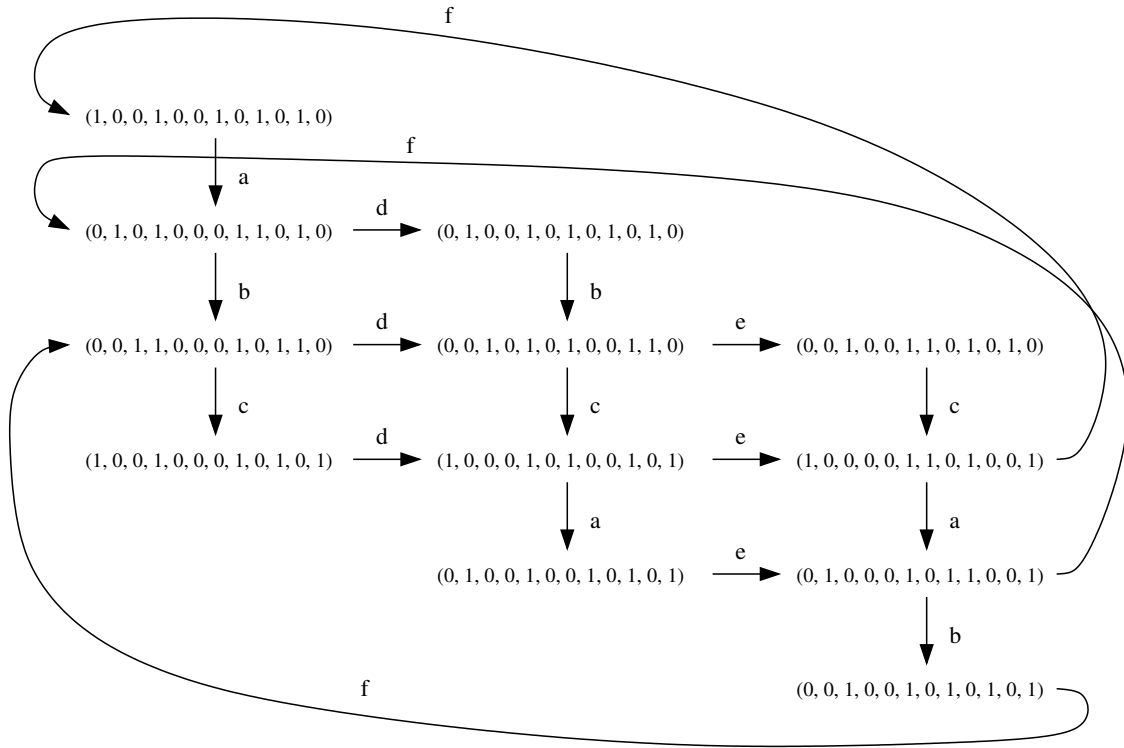 f
(1, 0, 0, 1, 0, 0, 1, 0, 1, 0, 1, 0)
f
a
d
(0, 1, 0, 1, 0, 0, 0, 1, 1, 0, 1, 0) (0, 1, 0, 0, 1, 0, 1, 0, 1, 0, 1, 0)
b b
d e
(0, 0, 1, 1, 0, 0, 0, 1, 0, 1, 1, 0) (0, 0, 1, 0, 1, 0, 1, 0, 0, 1, 1, 0) (0, 0, 1, 0, 0, 1, 1, 0, 1, 0, 1, 0)
c c c
d e
(1, 0, 0, 1, 0, 0, 0, 1, 0, 1, 0, 1) (1, 0, 0, 0, 1, 0, 1, 0, 0, 1, 0, 1) (1, 0, 0, 0, 0, 1, 1, 0, 1, 0, 0, 1)
a a
e
(0, 1, 0, 0, 1, 0, 0, 1, 0, 1, 0, 1) (0, 1, 0, 0, 0, 1, 0, 1, 1, 0, 0, 1)
b
f
(0, 0, 1, 0, 0, 1, 0, 1, 0, 1, 0, 1)